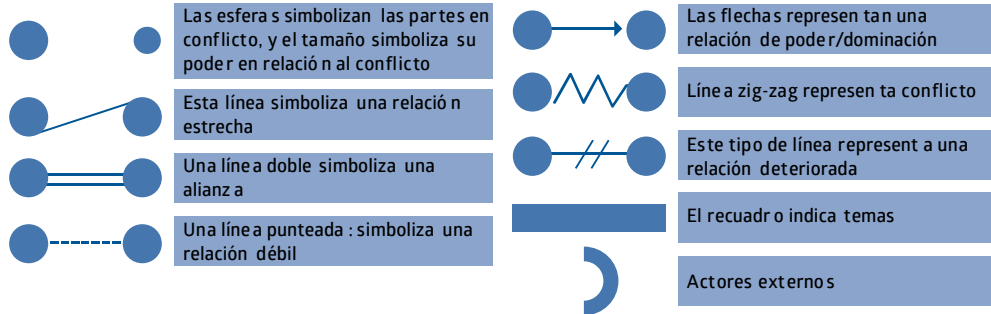 Las esferas simbolizan las partes en
conflicto, y el tamaño simboliza su
poder en relación al conflicto
Esta línea simboliza una relación
estrecha
Una línea doble simboliza una
alianza
Una línea punteada : simboliza una
relación débil
Las flechas representan una
relación de poder/dominación
Línea zig-zag representa conflicto
Este tipo de línea representa una
relación deteriorada
El recuadro indica temas
Actores externos